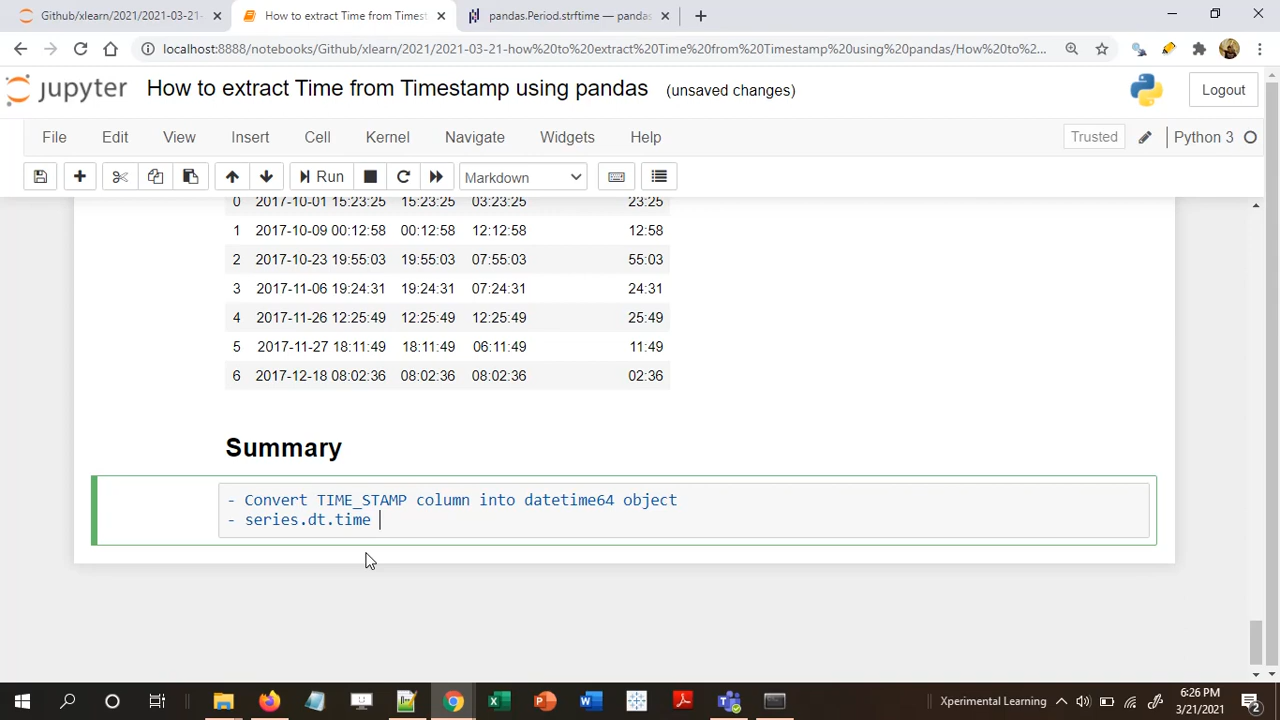 Github/xlearn/2021/2021-03-21-
How to extract Time from Timest
pandas.Period.strftime — pandas
localhost:8888/notebooks/Github/xlearn/2021/2021-03-21-how%20to%20extract%20Time%20from%20Timestamp%20using%20pandas/How%20to%2...
jupyter How to extract Time from Timestamp using pandas (unsaved changes) Logout
File Edit View Insert Cell Kernel Navigate Widgets Help Trusted Python 3
Run Markdown
0 2017-10-01 15:23:25 15:23:25 03:23:25 23:25
1 2017-10-09 00:12:58 00:12:58 12:12:58 12:58
2 2017-10-23 19:55:03 19:55:03 07:55:03 55:03
3 2017-11-06 19:24:31 19:24:31 07:24:31 24:31
4 2017-11-26 12:25:49 12:25:49 12:25:49 25:49
5 2017-11-27 18:11:49 18:11:49 06:11:49 11:49
6 2017-12-18 08:02:36 08:02:36 08:02:36 02:36
Summary
- Convert TIME_STAMP column into datetime64 object
- series.dt.time
Xperimental Learning
6:26 PM
3/21/2021
2